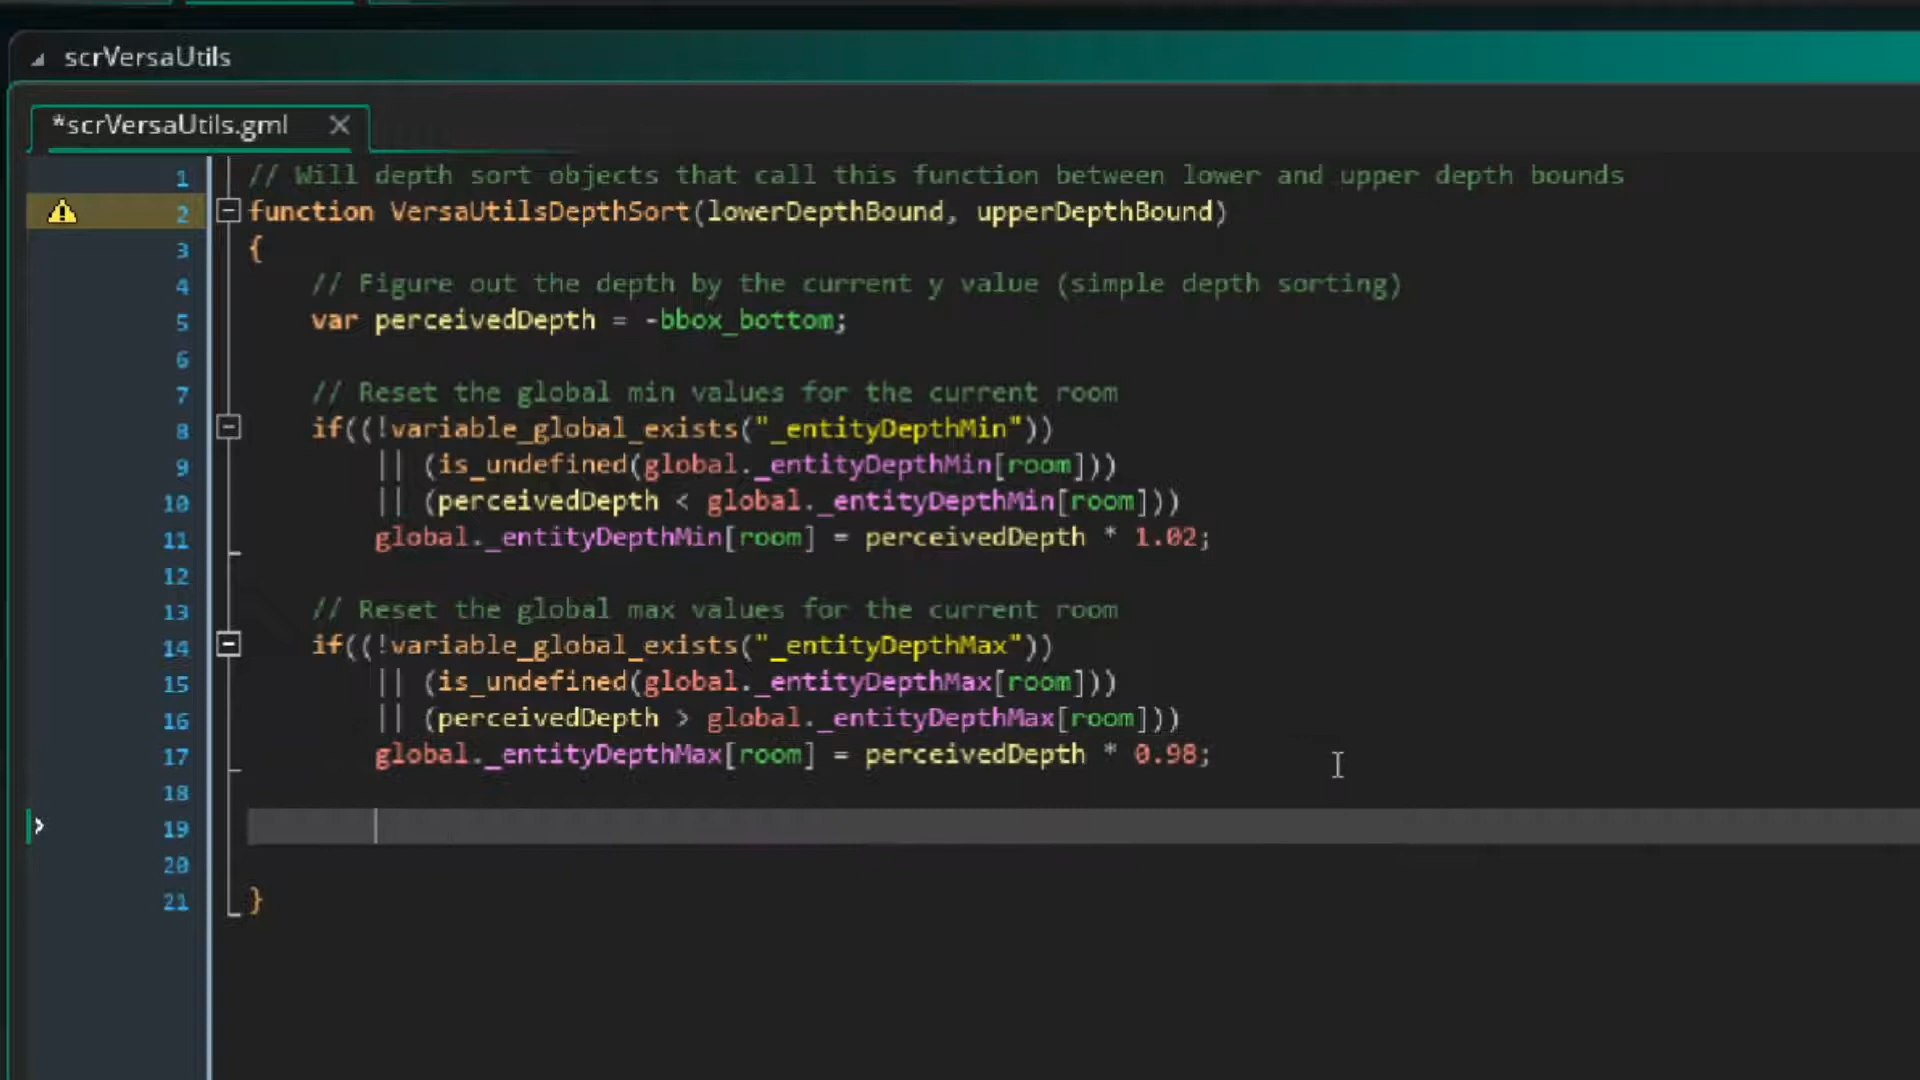 scrVersaUtils
*scrVersaUtils.gml
1 // Will depth sort objects that call this function between lower and upper depth bounds
2 function VersaUtilsDepthSort(lowerDepthBound, upperDepthBound)
3 {
4 // Figure out the depth by the current y value (simple depth sorting)
5 var perceivedDepth = -bbox_bottom;
6
7 // Reset the global min values for the current room
8 if((!variable_global_exists("_entityDepthMin"))
9 || (is_undefined(global._entityDepthMin[room]))
10 || (perceivedDepth < global._entityDepthMin[room]))
11 global._entityDepthMin[room] = perceivedDepth * 1.02;
12
13 // Reset the global max values for the current room
14 if((!variable_global_exists("_entityDepthMax"))
15 || (is_undefined(global._entityDepthMax[room]))
16 || (perceivedDepth > global._entityDepthMax[room]))
17 global._entityDepthMax[room] = perceivedDepth * 0.98;
18
19
20
21 }